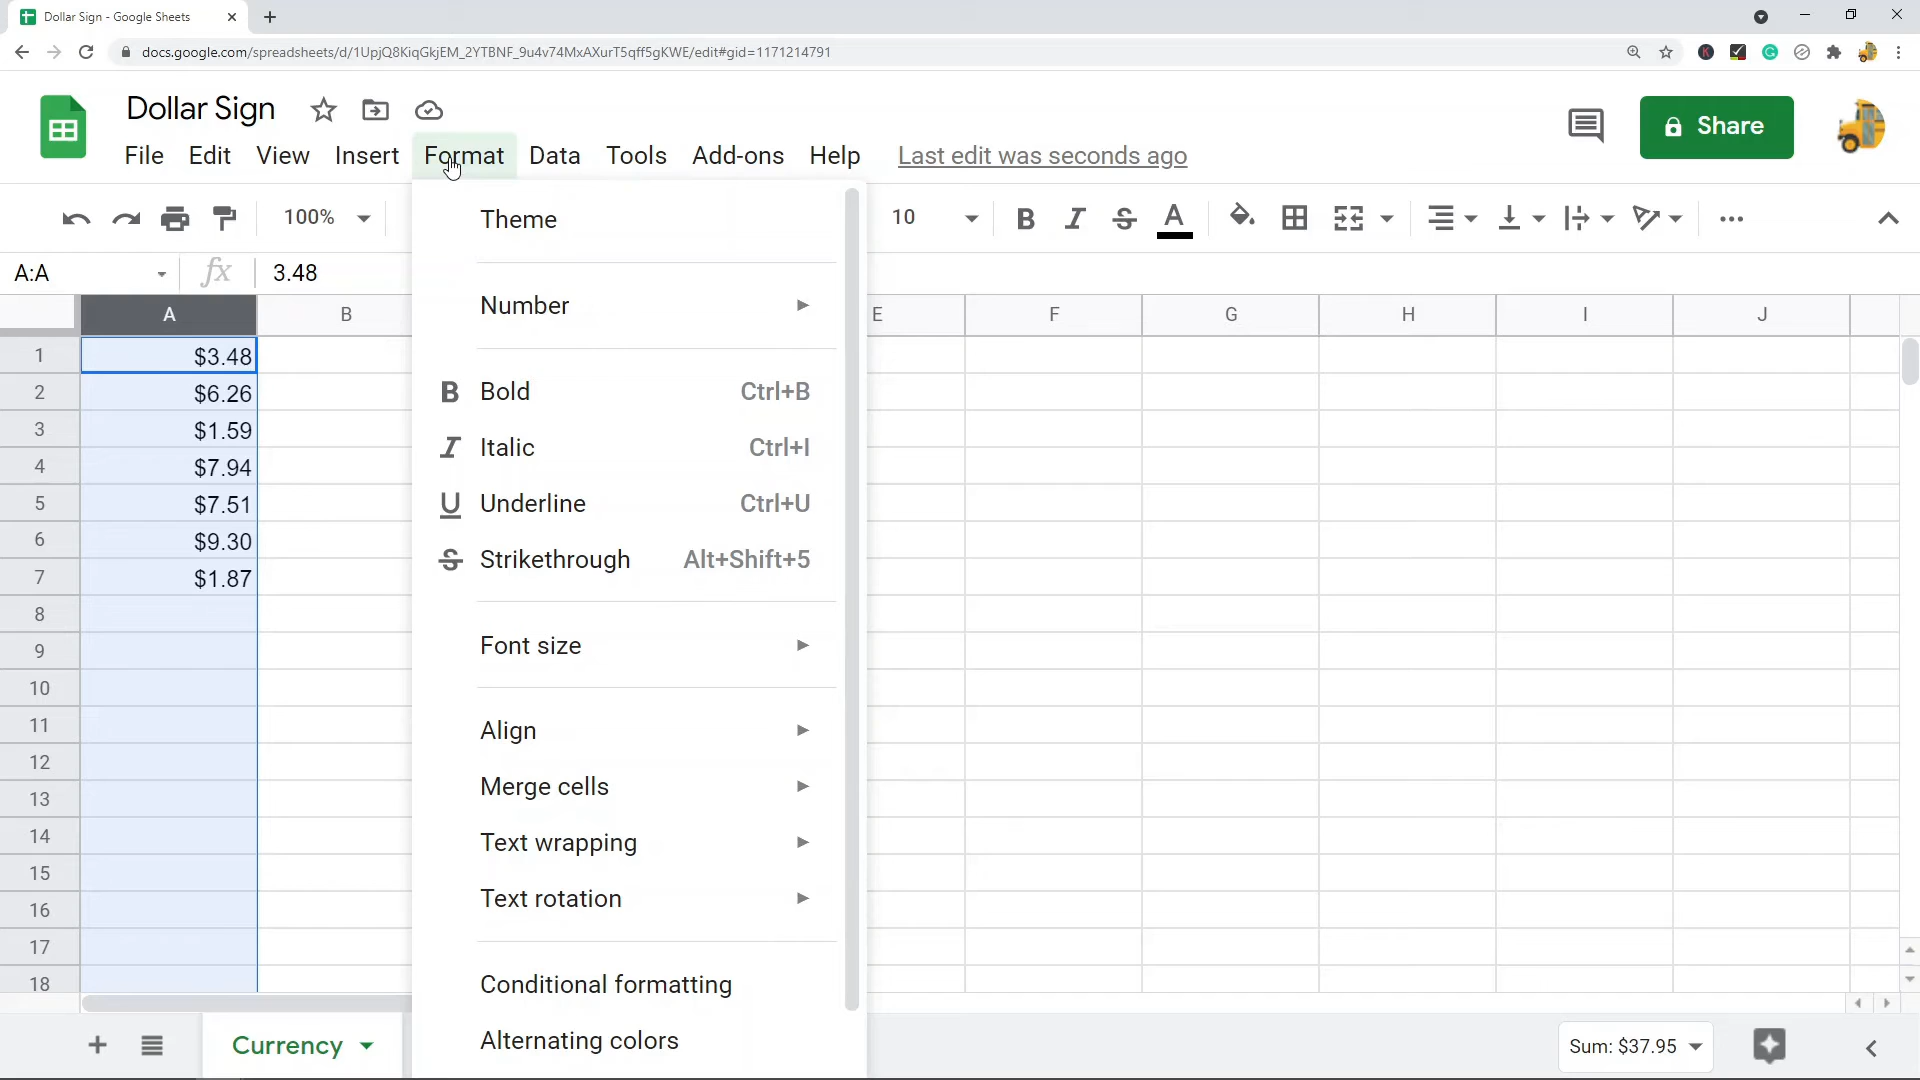 Dollar Sign - Google Sheets
docs.google.com/spreadsheets/d/1UpjQ8KiqGkjEM_2YTBNF_9u4v74MxAXurT5qff5gKWE/edit#gid=1171214791
Dollar Sign
File Edit View Insert Format Data Tools Add-ons Help Last edit was seconds ago
Share
100% 10 B I S A
A:A fx 3.48
A B E F G H I J
1 $3.48
2 $6.26
3 $1.59
4 $7.94
5 $7.51
6 $9.30
7 $1.87
8
9
10
11
12
13
14
15
16
17
18
Theme
Number
B Bold Ctrl+B
I Italic Ctrl+I
U Underline Ctrl+U
S Strikethrough Alt+Shift+5
Font size
Align
Merge cells
Text wrapping
Text rotation
Conditional formatting
Alternating colors
Currency
Sum: $37.95